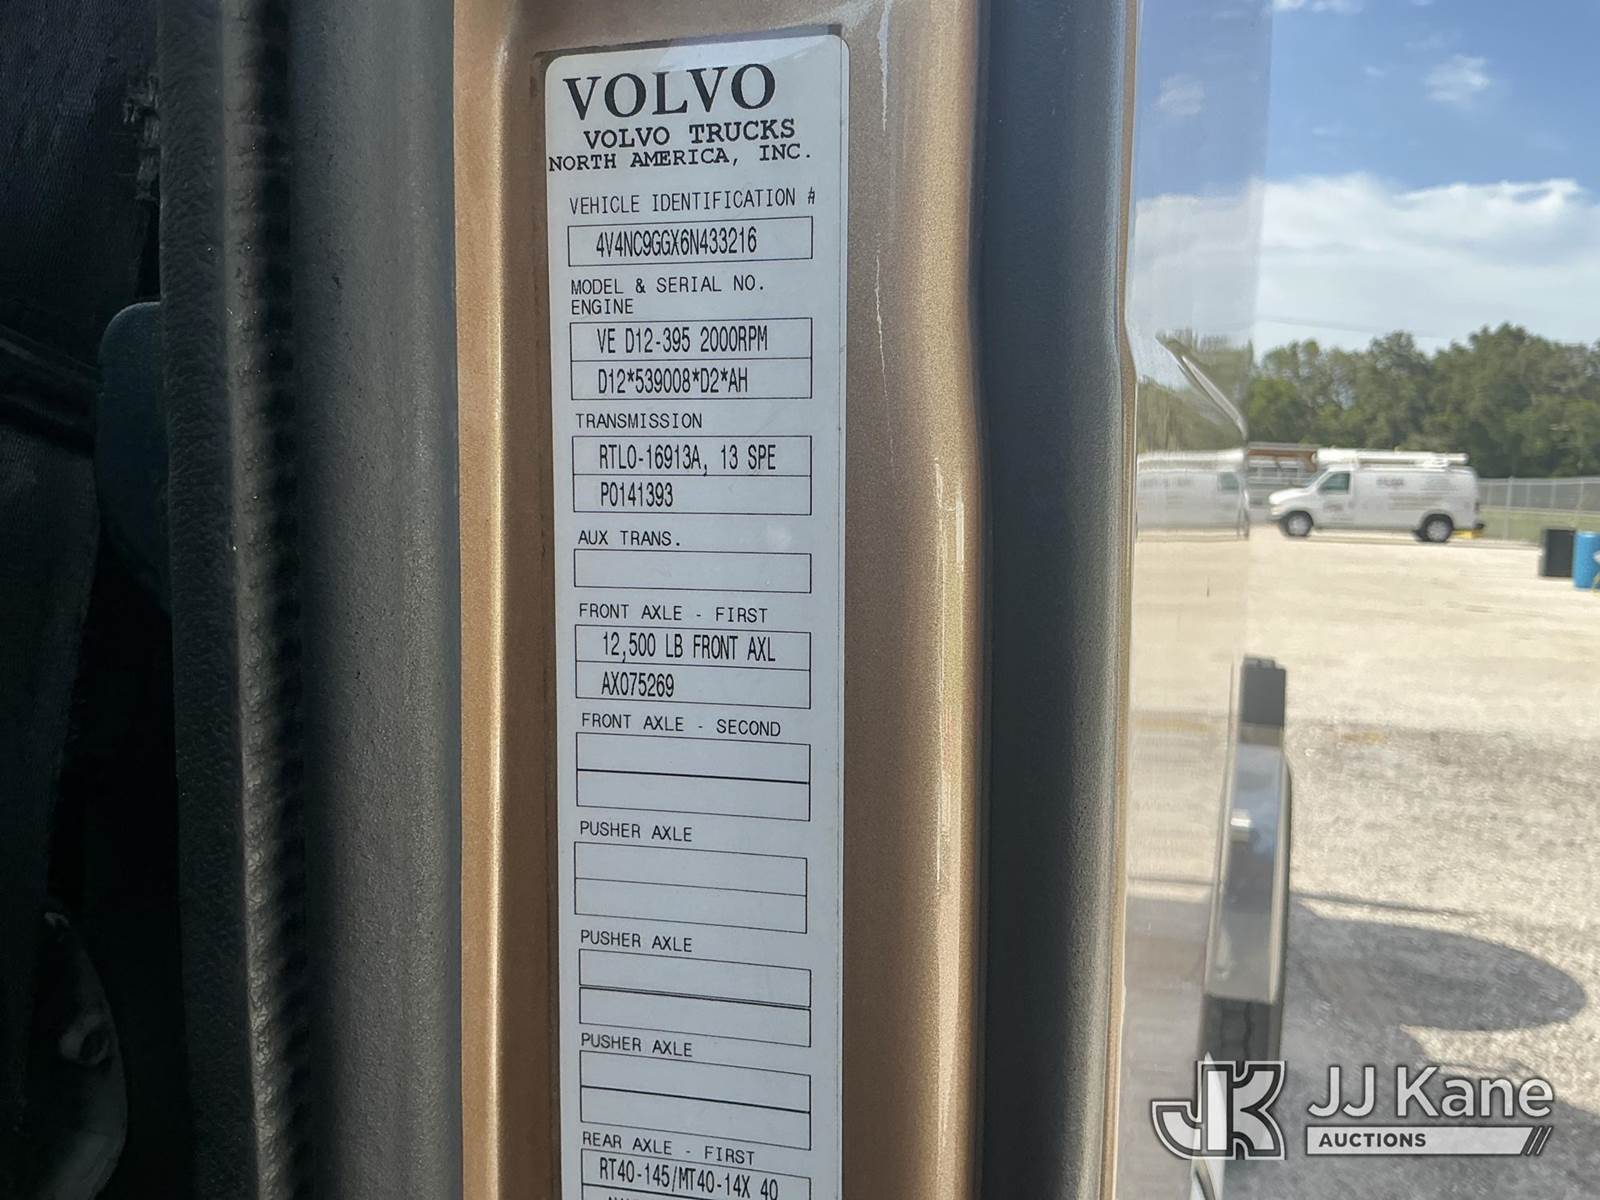 VOLVO
VOLVO TRUCKS
NORTH AMERICA, INC.
VEHICLE IDENTIFICATION #
4V4NC9GGX6N433216
MODEL & SERIAL NO.
ENGINE
VE D12-395 2000RPM
D12*539008*D2*AH
TRANSMISSION
RTLO-16913A, 13 SPE
P0141393
AUX TRANS.
FRONT AXLE - FIRST
12,500 LB FRONT AXL
AX075269
FRONT AXLE - SECOND
PUSHER AXLE
PUSHER AXLE
PUSHER AXLE
REAR AXLE - FIRST
RT40-145/MT40-14X 40
JJ Kane
AUCTIONS